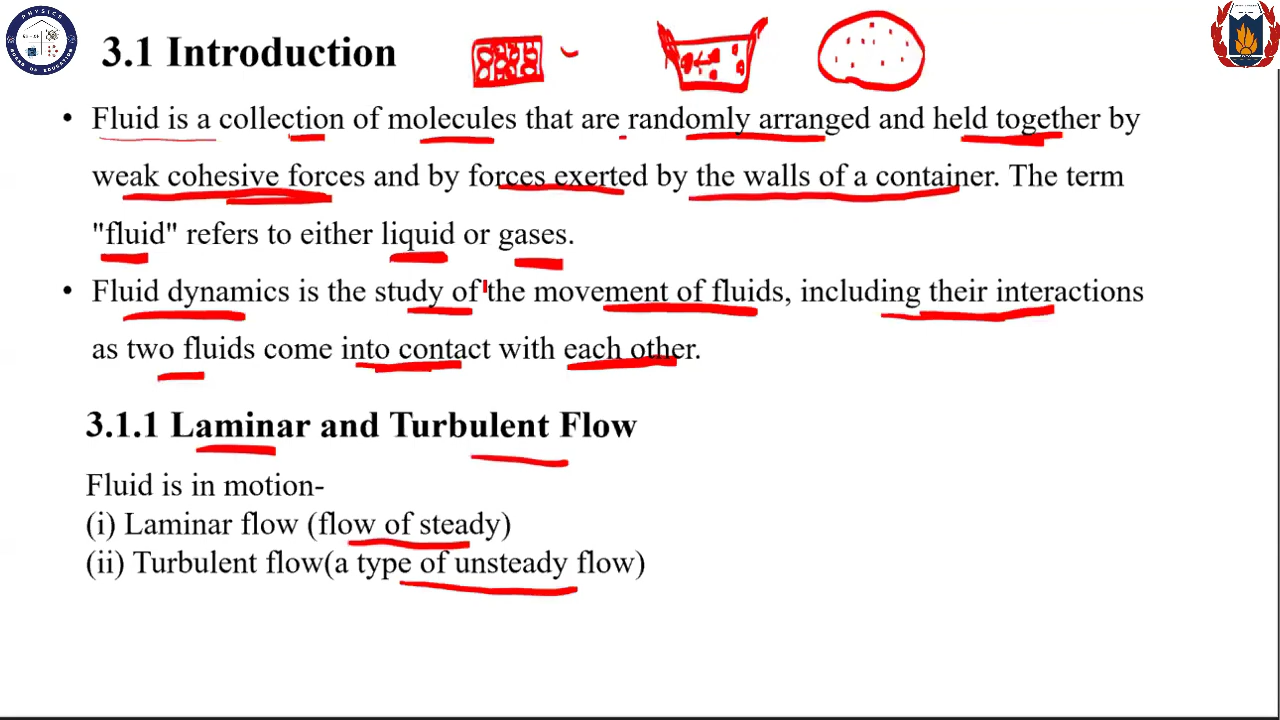 PHYSICS
BOARD OF EDUCATION
3.1 Introduction
• Fluid is a collection of molecules that are randomly arranged and held together by
weak cohesive forces and by forces exerted by the walls of a container. The term
"fluid" refers to either liquid or gases.
• Fluid dynamics is the study of the movement of fluids, including their interactions
as two fluids come into contact with each other.
3.1.1 Laminar and Turbulent Flow
Fluid is in motion-
(i) Laminar flow (flow of steady)
(ii) Turbulent flow(a type of unsteady flow)